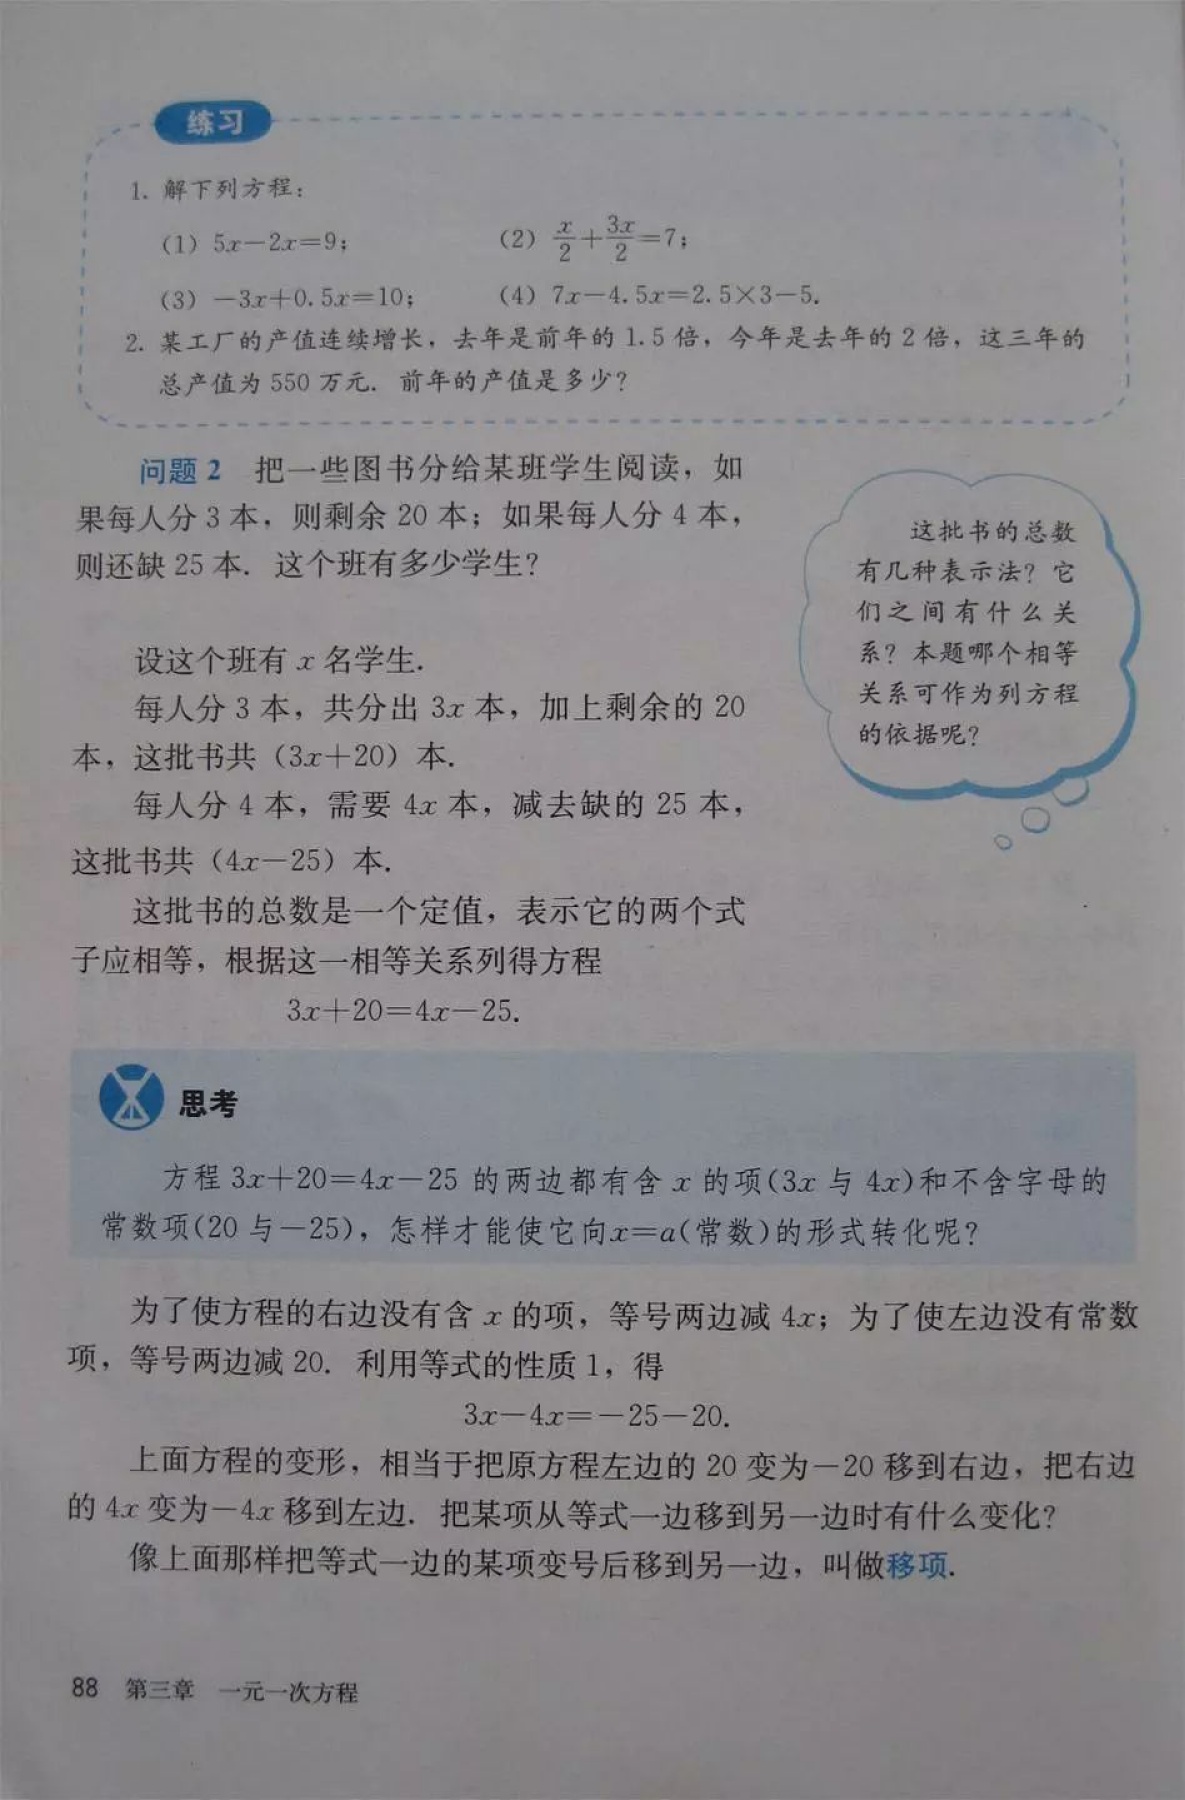 练习
1. 解下列方程：
(1) 5x－2x＝9；
(2) x/2＋3x/2＝7；
(3) －3x＋0.5x＝10；
(4) 7x－4.5x＝2.5×3－5.
2. 某工厂的产值连续增长，去年是前年的 1.5 倍，今年是去年的 2 倍，这三年的
总产值为 550 万元. 前年的产值是多少？
问题 2 把一些图书分给某班学生阅读，如
果每人分 3 本，则剩余 20 本；如果每人分 4 本，
则还缺 25 本. 这个班有多少学生？
这批书的总数
有几种表示法？它
们之间有什么关
系？本题哪个相等
关系可作为列方程
的依据呢？
设这个班有 x 名学生.
每人分 3 本，共分出 3x 本，加上剩余的 20
本，这批书共（3x＋20）本.
每人分 4 本，需要 4x 本，减去缺的 25 本，
这批书共（4x－25）本.
这批书的总数是一个定值，表示它的两个式
子应相等，根据这一相等关系列得方程
3x＋20＝4x－25.
思考
方程 3x＋20＝4x－25 的两边都有含 x 的项(3x 与 4x)和不含字母的
常数项(20 与－25)，怎样才能使它向x＝a(常数)的形式转化呢？
为了使方程的右边没有含 x 的项，等号两边减 4x；为了使左边没有常数
项，等号两边减 20. 利用等式的性质 1，得
3x－4x＝－25－20.
上面方程的变形，相当于把原方程左边的 20 变为－20 移到右边，把右边
的 4x 变为－4x 移到左边. 把某项从等式一边移到另一边时有什么变化？
像上面那样把等式一边的某项变号后移到另一边，叫做移项.
88 第三章 一元一次方程